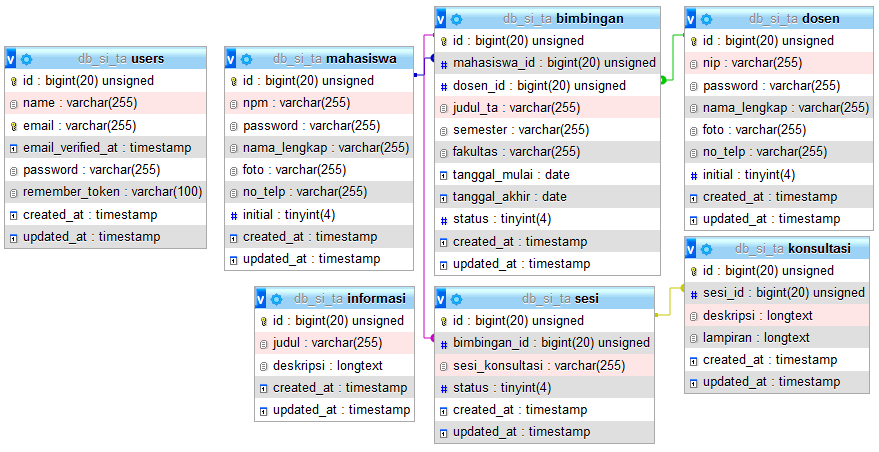 v db_si_ta users
id : bigint(20) unsigned
name : varchar(255)
email : varchar(255)
email_verified_at : timestamp
password : varchar(255)
remember_token : varchar(100)
created_at : timestamp
updated_at : timestamp
v db_si_ta mahasiswa
id : bigint(20) unsigned
npm : varchar(255)
password : varchar(255)
nama_lengkap : varchar(255)
foto : varchar(255)
no_telp : varchar(255)
# initial : tinyint(4)
created_at : timestamp
updated_at : timestamp
v db_si_ta bimbingan
id : bigint(20) unsigned
# mahasiswa_id : bigint(20) unsigned
# dosen_id : bigint(20) unsigned
judul_ta : varchar(255)
semester : varchar(255)
fakultas : varchar(255)
tanggal_mulai : date
tanggal_akhir : date
# status : tinyint(4)
created_at : timestamp
updated_at : timestamp
v db_si_ta dosen
id : bigint(20) unsigned
nip : varchar(255)
password : varchar(255)
nama_lengkap : varchar(255)
foto : varchar(255)
no_telp : varchar(255)
# initial : tinyint(4)
created_at : timestamp
updated_at : timestamp
v db_si_ta informasi
id : bigint(20) unsigned
judul : varchar(255)
deskripsi : longtext
created_at : timestamp
updated_at : timestamp
v db_si_ta sesi
id : bigint(20) unsigned
# bimbingan_id : bigint(20) unsigned
sesi_konsultasi : varchar(255)
# status : tinyint(4)
created_at : timestamp
updated_at : timestamp
v db_si_ta konsultasi
id : bigint(20) unsigned
# sesi_id : bigint(20) unsigned
deskripsi : longtext
lampiran : longtext
created_at : timestamp
updated_at : timestamp